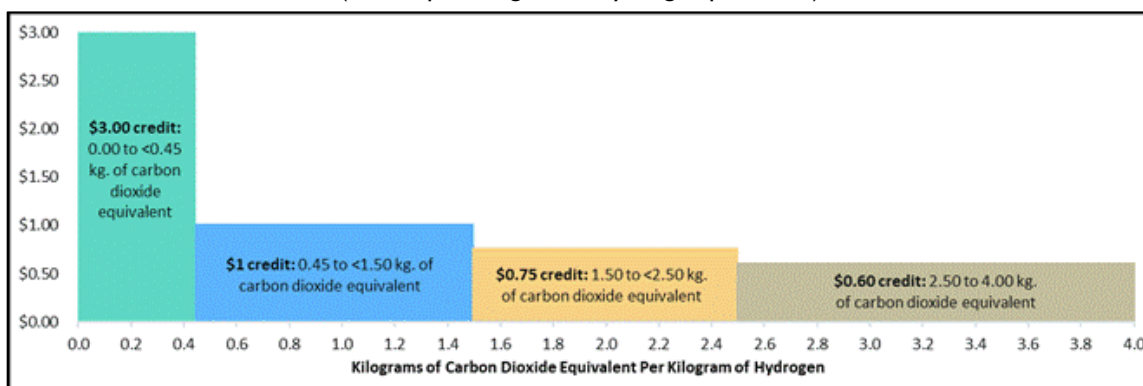 $3.00
$2.50
$2.00
$1.50
$1.00
$0.50
$0.00
$3.00 credit:
0.00 to <0.45
kg. of carbon
dioxide
equivalent
$1 credit: 0.45 to <1.50 kg. of
carbon dioxide equivalent
$0.75 credit: 1.50 to <2.50 kg.
of carbon dioxide equivalent
$0.60 credit: 2.50 to 4.00 kg.
of carbon dioxide equivalent
0.0 0.2 0.4 0.6 0.8 1.0 1.2 1.4 1.6 1.8 2.0 2.2 2.4 2.6 2.8 3.0 3.2 3.4 3.6 3.8 4.0
Kilograms of Carbon Dioxide Equivalent Per Kilogram of Hydrogen